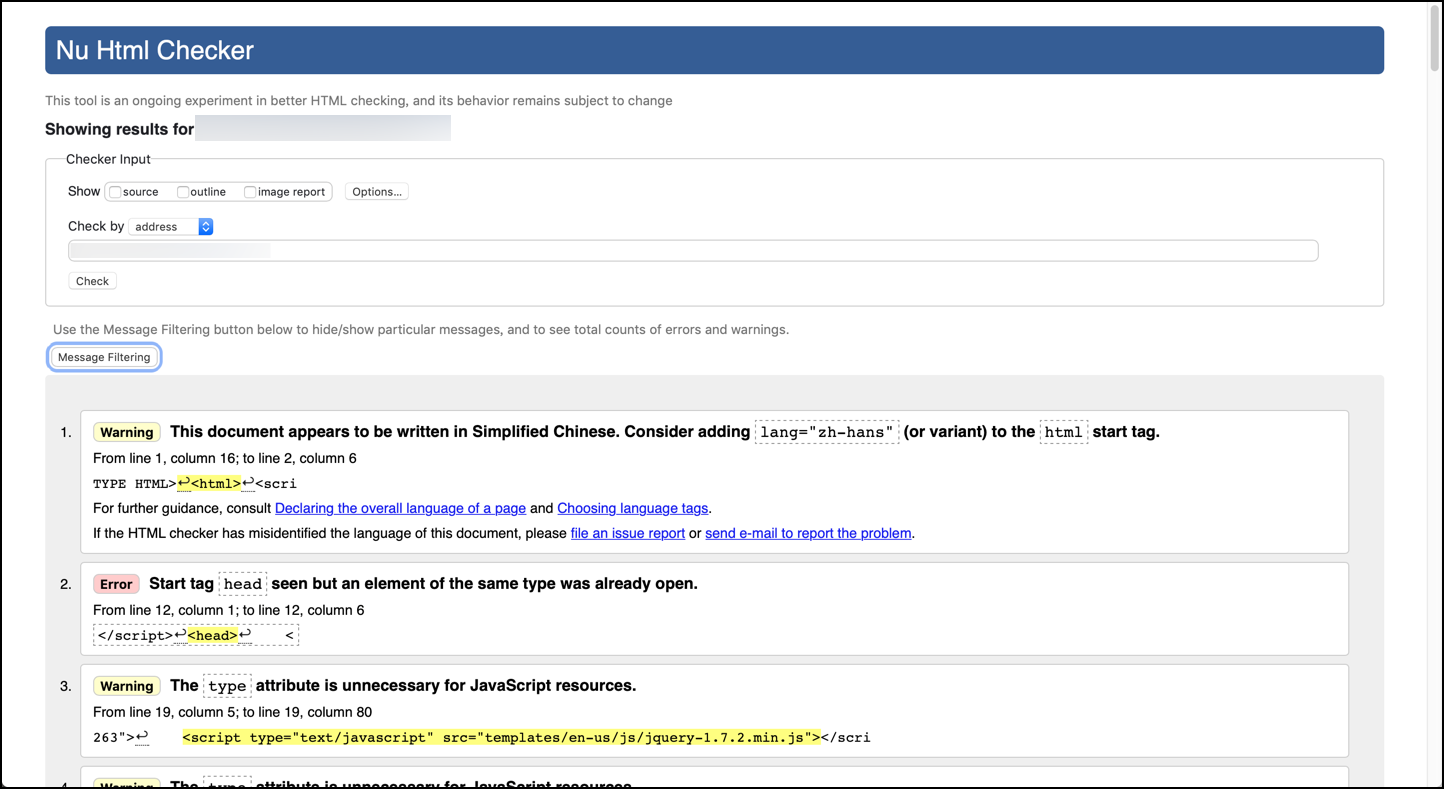 Nu Html Checker
This tool is an ongoing experiment in better HTML checking, and its behavior remains subject to change
Showing results for
Checker Input
Show source outline image report Options...
Check by address
Check
Use the Message Filtering button below to hide/show particular messages, and to see total counts of errors and warnings.
Message Filtering
1. Warning This document appears to be written in Simplified Chinese. Consider adding lang="zh-hans" (or variant) to the html start tag.
From line 1, column 16; to line 2, column 6
TYPE HTML>↩<html>↩<scri
For further guidance, consult Declaring the overall language of a page and Choosing language tags.
If the HTML checker has misidentified the language of this document, please file an issue report or send e-mail to report the problem.
2. Error Start tag head seen but an element of the same type was already open.
From line 12, column 1; to line 12, column 6
</script>↩<head>↩    <
3. Warning The type attribute is unnecessary for JavaScript resources.
From line 19, column 5; to line 19, column 80
263">↩    <script type="text/javascript" src="templates/en-us/js/jquery-1.7.2.min.js"></scri
4. Warning The type attribute is unnecessary for JavaScript resources.